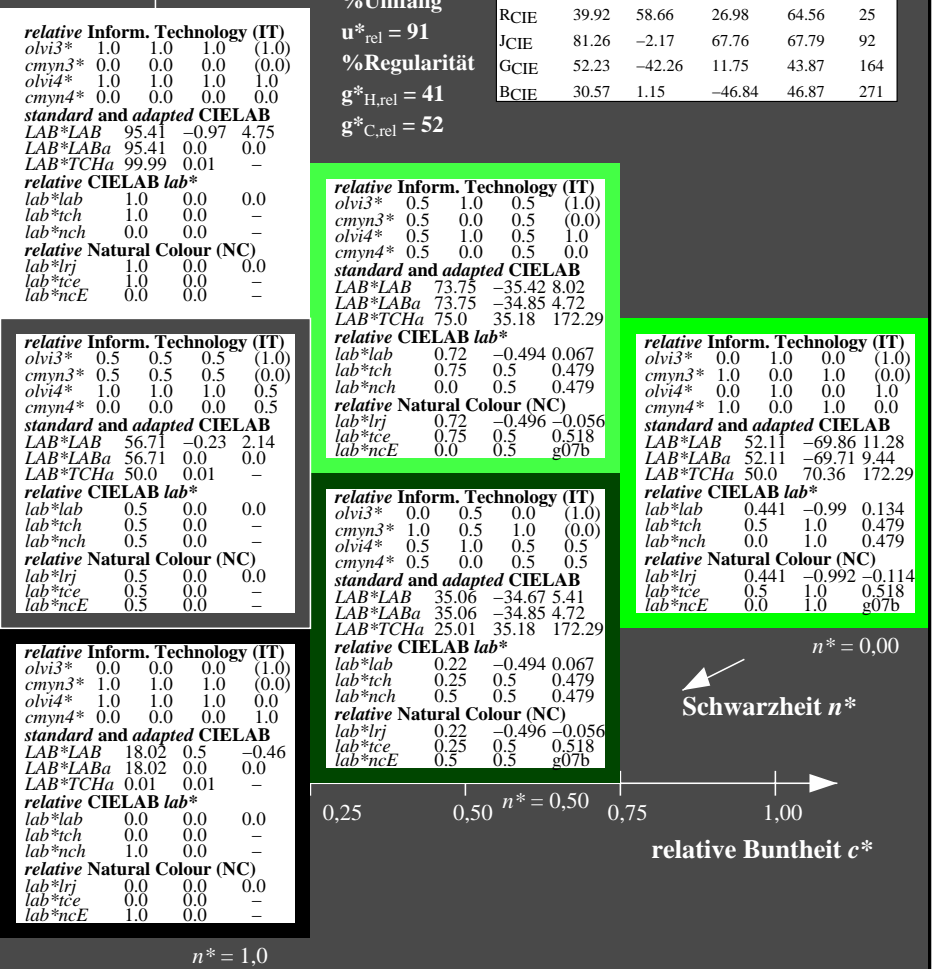 %Umfang
u*rel = 91
%Regularität
g*H,rel = 41
g*C,rel = 52
RCIE 39.92 58.66 26.98 64.56 25
JCIE 81.26 −2.17 67.76 67.79 92
GCIE 52.23 −42.26 11.75 43.87 164
BCIE 30.57 1.15 −46.84 46.87 271
relative Inform. Technology (IT)
olvi3* 1.0 1.0 1.0 (1.0)
cmyn3* 0.0 0.0 0.0 (0.0)
olvi4* 1.0 1.0 1.0 1.0
cmyn4* 0.0 0.0 0.0 0.0
standard and adapted CIELAB
LAB*LAB 95.41 −0.97 4.75
LAB*LABa 95.41 0.0 0.0
LAB*TCHa 99.99 0.01 –
relative CIELAB lab*
lab*lab 1.0 0.0 0.0
lab*tch 1.0 0.0 –
lab*nch 0.0 0.0 –
relative Natural Colour (NC)
lab*lrj 1.0 0.0 0.0
lab*tce 1.0 0.0 –
lab*ncE 0.0 0.0 –
relative Inform. Technology (IT)
olvi3* 0.5 1.0 0.5 (1.0)
cmyn3* 0.5 0.0 0.5 (0.0)
olvi4* 0.5 1.0 0.5 1.0
cmyn4* 0.5 0.0 0.5 0.0
standard and adapted CIELAB
LAB*LAB 73.75 −35.42 8.02
LAB*LABa 73.75 −34.85 4.72
LAB*TCHa 75.0 35.18 172.29
relative CIELAB lab*
lab*lab 0.72 −0.494 0.067
lab*tch 0.75 0.5 0.479
lab*nch 0.0 0.5 0.479
relative Natural Colour (NC)
lab*lrj 0.72 −0.496 −0.056
lab*tce 0.75 0.5 0.518
lab*ncE 0.0 0.5 g07b
relative Inform. Technology (IT)
olvi3* 0.5 0.5 0.5 (1.0)
cmyn3* 0.5 0.5 0.5 (0.0)
olvi4* 1.0 1.0 1.0 0.5
cmyn4* 0.0 0.0 0.0 0.5
standard and adapted CIELAB
LAB*LAB 56.71 −0.23 2.14
LAB*LABa 56.71 0.0 0.0
LAB*TCHa 50.0 0.01 –
relative CIELAB lab*
lab*lab 0.5 0.0 0.0
lab*tch 0.5 0.0 –
lab*nch 0.5 0.0 –
relative Natural Colour (NC)
lab*lrj 0.5 0.0 0.0
lab*tce 0.5 0.0 –
lab*ncE 0.5 0.0 –
relative Inform. Technology (IT)
olvi3* 0.0 1.0 0.0 (1.0)
cmyn3* 1.0 0.0 1.0 (0.0)
olvi4* 0.0 1.0 0.0 1.0
cmyn4* 1.0 0.0 1.0 0.0
standard and adapted CIELAB
LAB*LAB 52.11 −69.86 11.28
LAB*LABa 52.11 −69.71 9.44
LAB*TCHa 50.0 70.36 172.29
relative CIELAB lab*
lab*lab 0.441 −0.99 0.134
lab*tch 0.5 1.0 0.479
lab*nch 0.0 1.0 0.479
relative Natural Colour (NC)
lab*lrj 0.441 −0.992 −0.114
lab*tce 0.5 1.0 0.518
lab*ncE 0.0 1.0 g07b
relative Inform. Technology (IT)
olvi3* 0.0 0.5 0.0 (1.0)
cmyn3* 1.0 0.5 1.0 (0.0)
olvi4* 0.5 1.0 0.5 0.5
cmyn4* 0.5 0.0 0.5 0.5
standard and adapted CIELAB
LAB*LAB 35.06 −34.67 5.41
LAB*LABa 35.06 −34.85 4.72
LAB*TCHa 25.01 35.18 172.29
relative CIELAB lab*
lab*lab 0.22 −0.494 0.067
lab*tch 0.25 0.5 0.479
lab*nch 0.5 0.5 0.479
relative Natural Colour (NC)
lab*lrj 0.22 −0.496 −0.056
lab*tce 0.25 0.5 0.518
lab*ncE 0.5 0.5 g07b
relative Inform. Technology (IT)
olvi3* 0.0 0.0 0.0 (1.0)
cmyn3* 1.0 1.0 1.0 (0.0)
olvi4* 1.0 1.0 1.0 0.0
cmyn4* 0.0 0.0 0.0 1.0
standard and adapted CIELAB
LAB*LAB 18.02 0.5 −0.46
LAB*LABa 18.02 0.0 0.0
LAB*TCHa 0.01 0.01 –
relative CIELAB lab*
lab*lab 0.0 0.0 0.0
lab*tch 0.0 0.0 –
lab*nch 1.0 0.0 –
relative Natural Colour (NC)
lab*lrj 0.0 0.0 0.0
lab*tce 0.0 0.0 –
lab*ncE 1.0 0.0 –
n* = 0,00
Schwarzheit n*
0,25 0,50 n* = 0,50 0,75 1,00
relative Buntheit c*
n* = 1,0